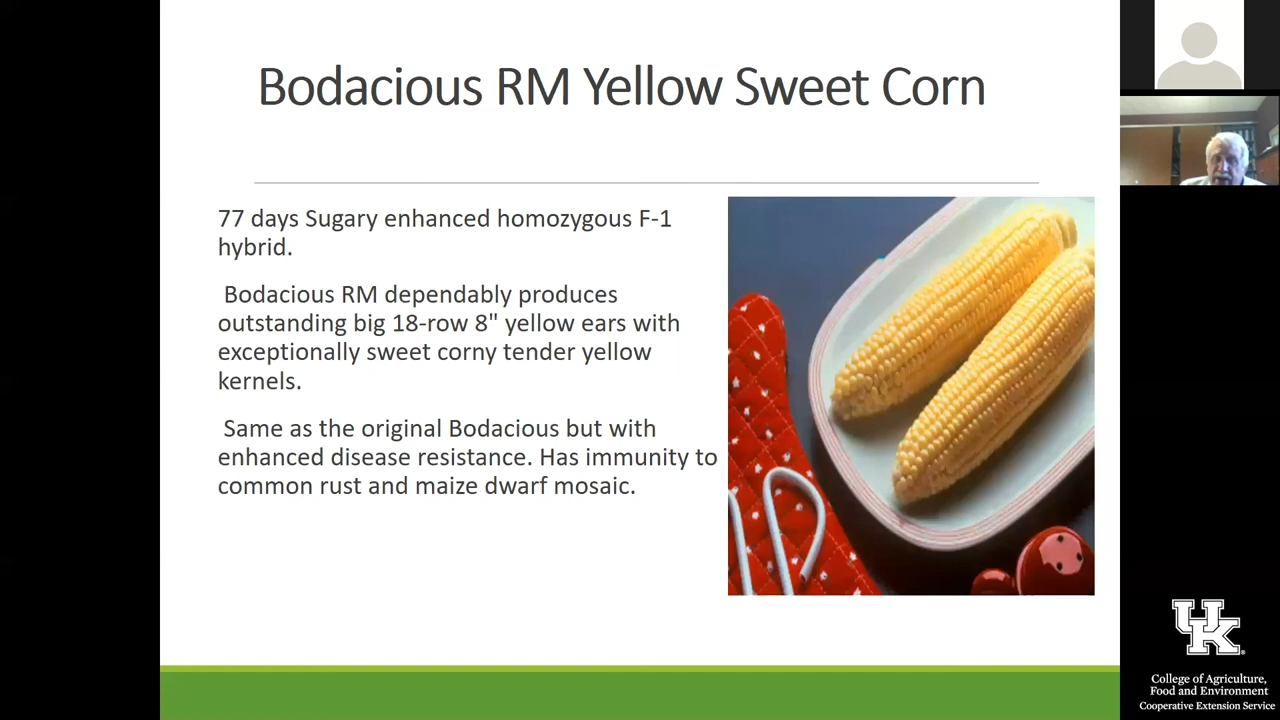 Bodacious RM Yellow Sweet Corn
77 days Sugary enhanced homozygous F-1
hybrid.
Bodacious RM dependably produces
outstanding big 18-row 8" yellow ears with
exceptionally sweet corny tender yellow
kernels.
Same as the original Bodacious but with
enhanced disease resistance. Has immunity to
common rust and maize dwarf mosaic.
UK
College of Agriculture,
Food and Environment
Cooperative Extension Service